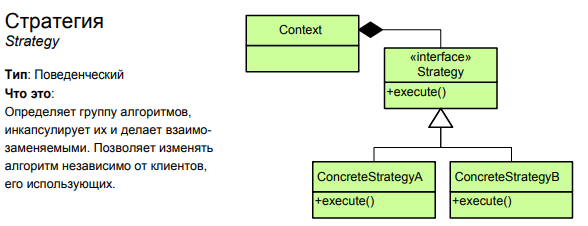 Стратегия
Strategy
Тип: Поведенческий
Что это:
Определяет группу алгоритмов,
инкапсулирует их и делает взаимо-
заменяемыми. Позволяет изменять
алгоритм независимо от клиентов,
его использующих.
Context
«interface»
Strategy
+execute()
ConcreteStrategyA
+execute()
ConcreteStrategyB
+execute()